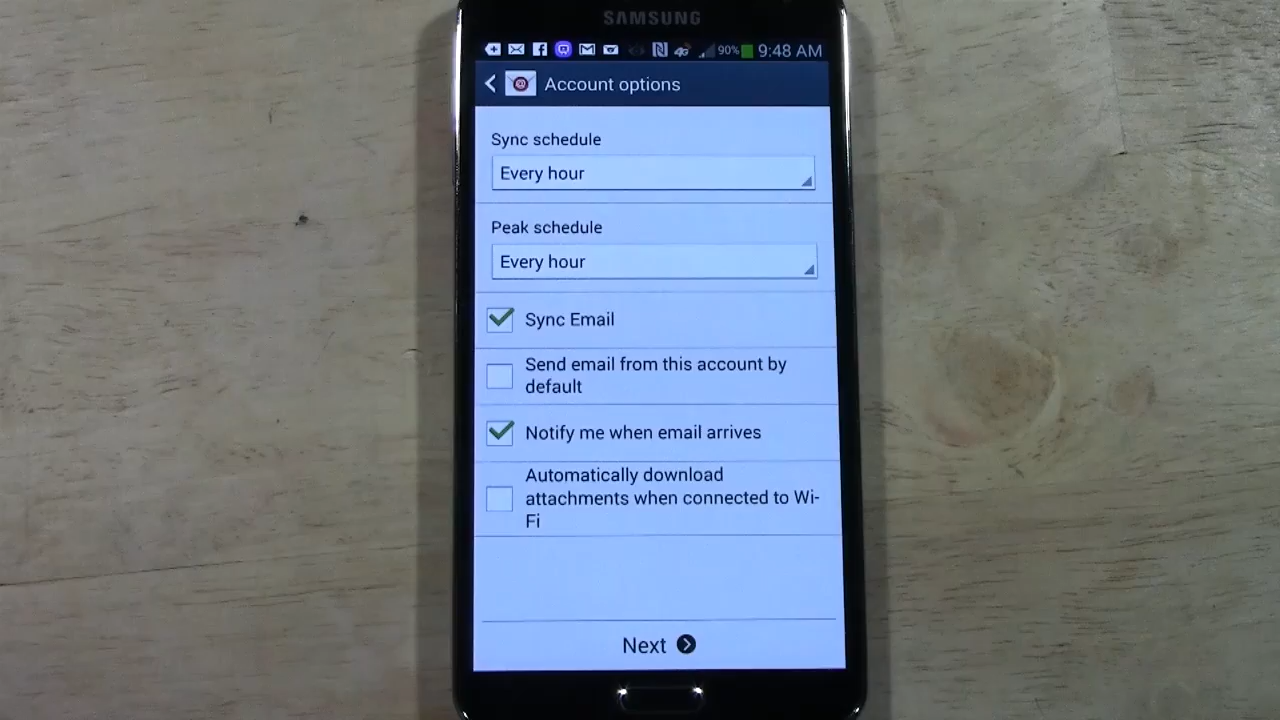 SAMSUNG
90% 9:48 AM
Account options
Sync schedule
Every hour
Peak schedule
Every hour
Sync Email
Send email from this account by
default
Notify me when email arrives
Automatically download
attachments when connected to Wi-
Fi
Next